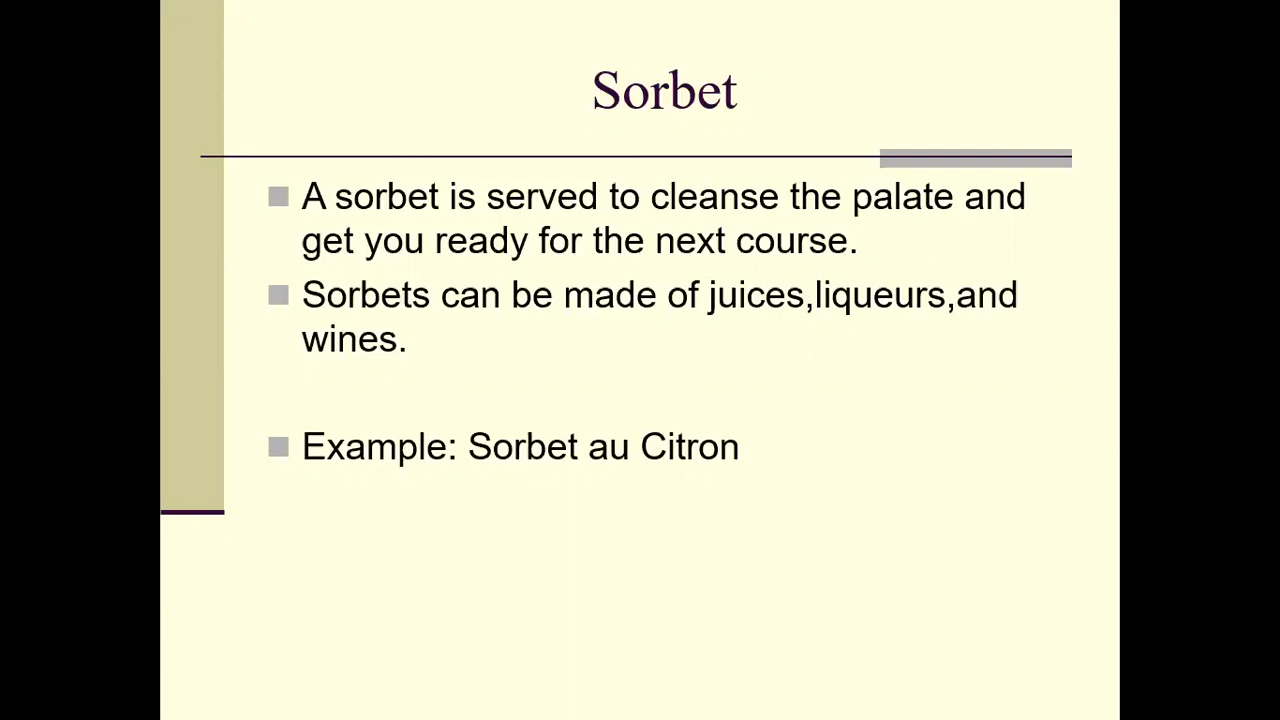 Sorbet
A sorbet is served to cleanse the palate and
get you ready for the next course.
Sorbets can be made of juices,liqueurs,and
wines.
Example: Sorbet au Citron